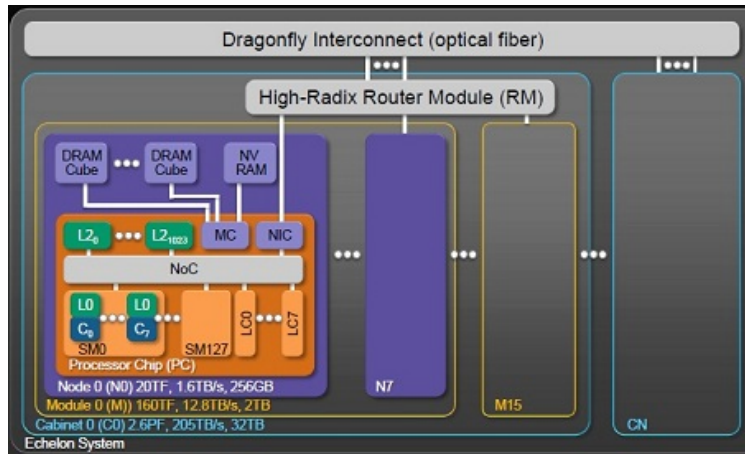 Dragonfly Interconnect (optical fiber)
High-Radix Router Module (RM)
DRAM Cube
DRAM Cube
NV RAM
L2₀
L2₁₀₂₃
MC
NIC
NoC
L0
L0
C₀
C₇
SM0
SM127
LC0
LC7
Processor Chip (PC)
Node 0 (N0) 20TF, 1.6TB/s, 256GB
N7
Module 0 (M)) 160TF, 12.8TB/s, 2TB
M15
Cabinet 0 (C0) 2.6PF, 205TB/s, 32TB
CN
Echelon System